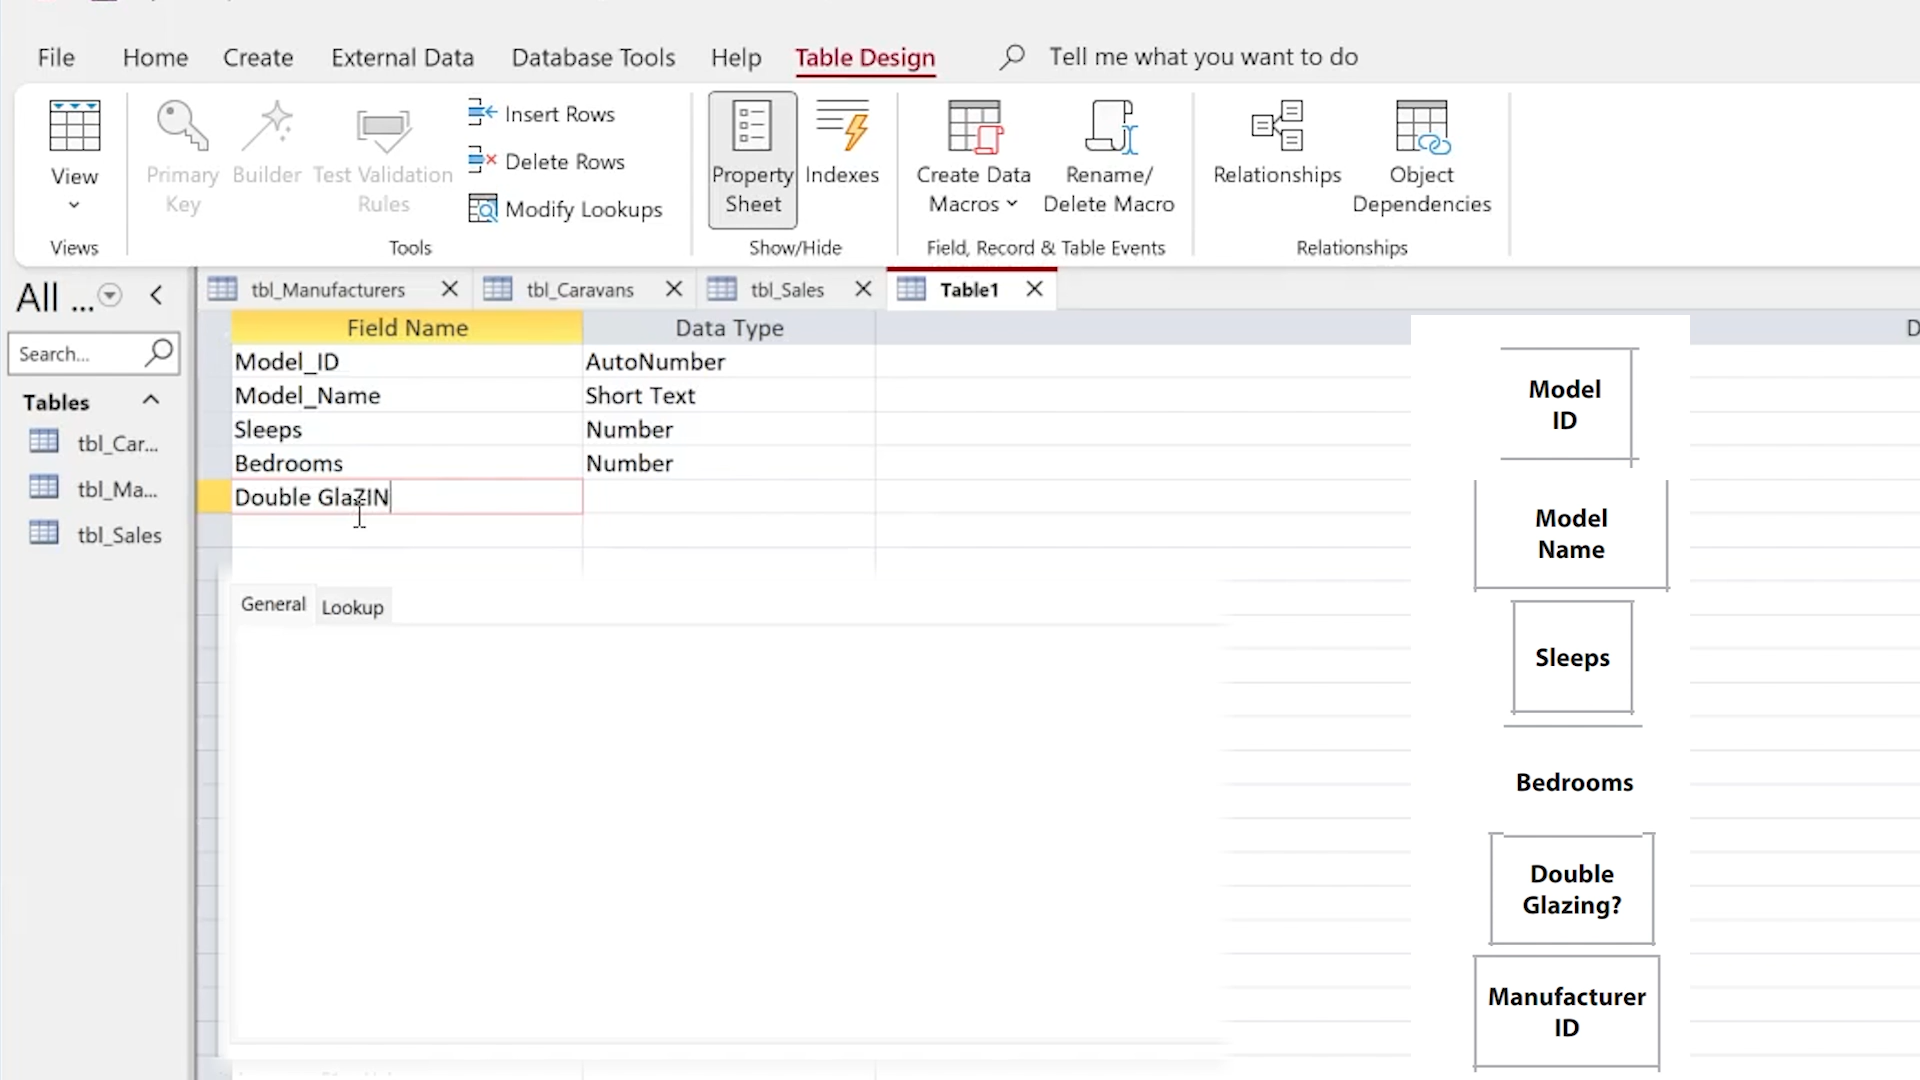 File Home Create External Data Database Tools Help Table Design Tell me what you want to do
View
Views
Primary Key
Builder
Test Validation Rules
Insert Rows
Delete Rows
Modify Lookups
Tools
Property Sheet
Indexes
Show/Hide
Create Data Macros
Rename/ Delete Macro
Field, Record & Table Events
Relationships
Object Dependencies
Relationships
All ...
Search...
Tables
tbl_Car...
tbl_Ma...
tbl_Sales
tbl_Manufacturers tbl_Caravans tbl_Sales Table1
Field Name Data Type D
Model_ID AutoNumber
Model_Name Short Text
Sleeps Number
Bedrooms Number
Double GlaZIN
General Lookup
Model
ID
Model
Name
Sleeps
Bedrooms
Double
Glazing?
Manufacturer
ID